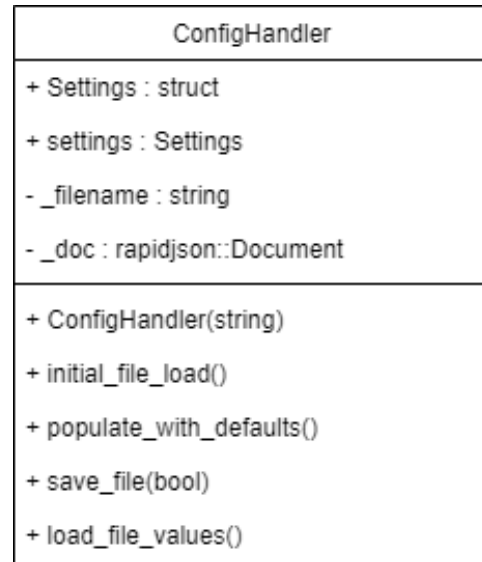 ConfigHandler
+ Settings : struct
+ settings : Settings
- _filename : string
- _doc : rapidjson::Document
+ ConfigHandler(string)
+ initial_file_load()
+ populate_with_defaults()
+ save_file(bool)
+ load_file_values()